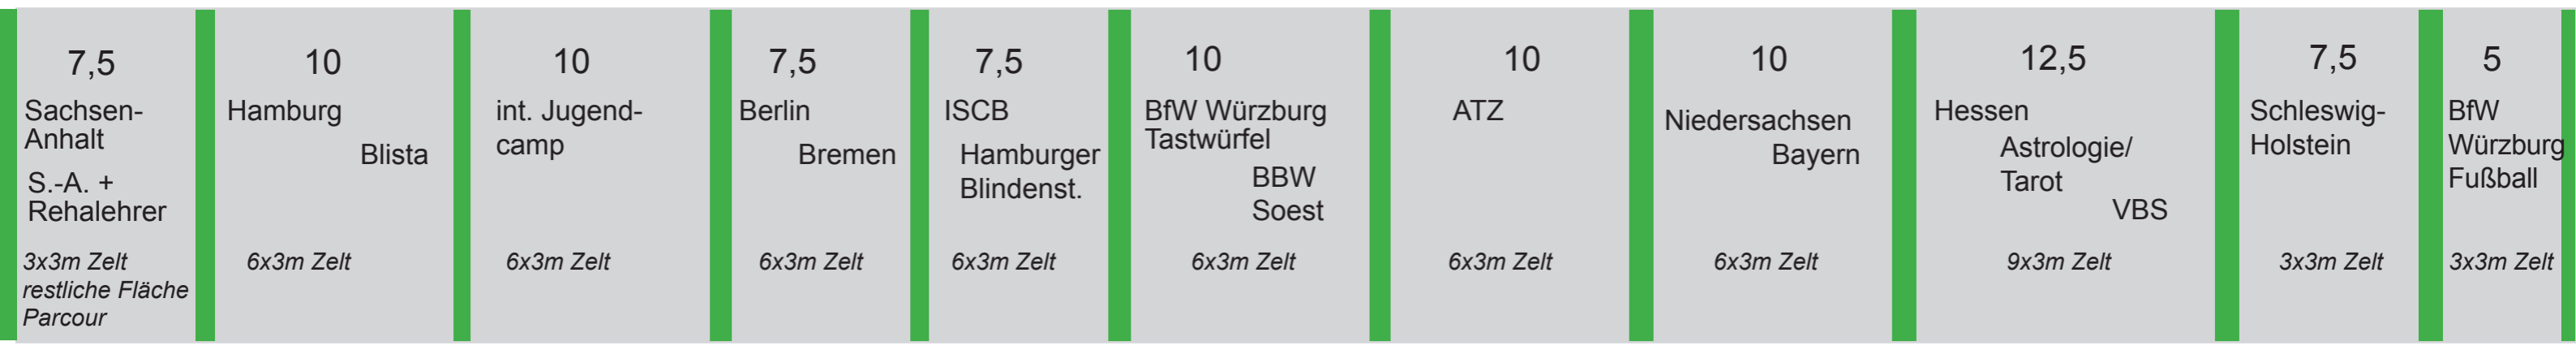 7,5
Sachsen-
Anhalt
S.-A. +
Rehalehrer
3x3m Zelt
restliche Fläche
Parcour
10
Hamburg
Blista
6x3m Zelt
10
int. Jugend-
camp
6x3m Zelt
7,5
Berlin
Bremen
6x3m Zelt
7,5
ISCB
Hamburger
Blindenst.
6x3m Zelt
10
BfW Würzburg
Tastwürfel
BBW
Soest
6x3m Zelt
10
ATZ
6x3m Zelt
10
Niedersachsen
Bayern
6x3m Zelt
12,5
Hessen
Astrologie/
Tarot
VBS
9x3m Zelt
7,5
Schleswig-
Holstein
3x3m Zelt
5
BfW
Würzburg
Fußball
3x3m Zelt